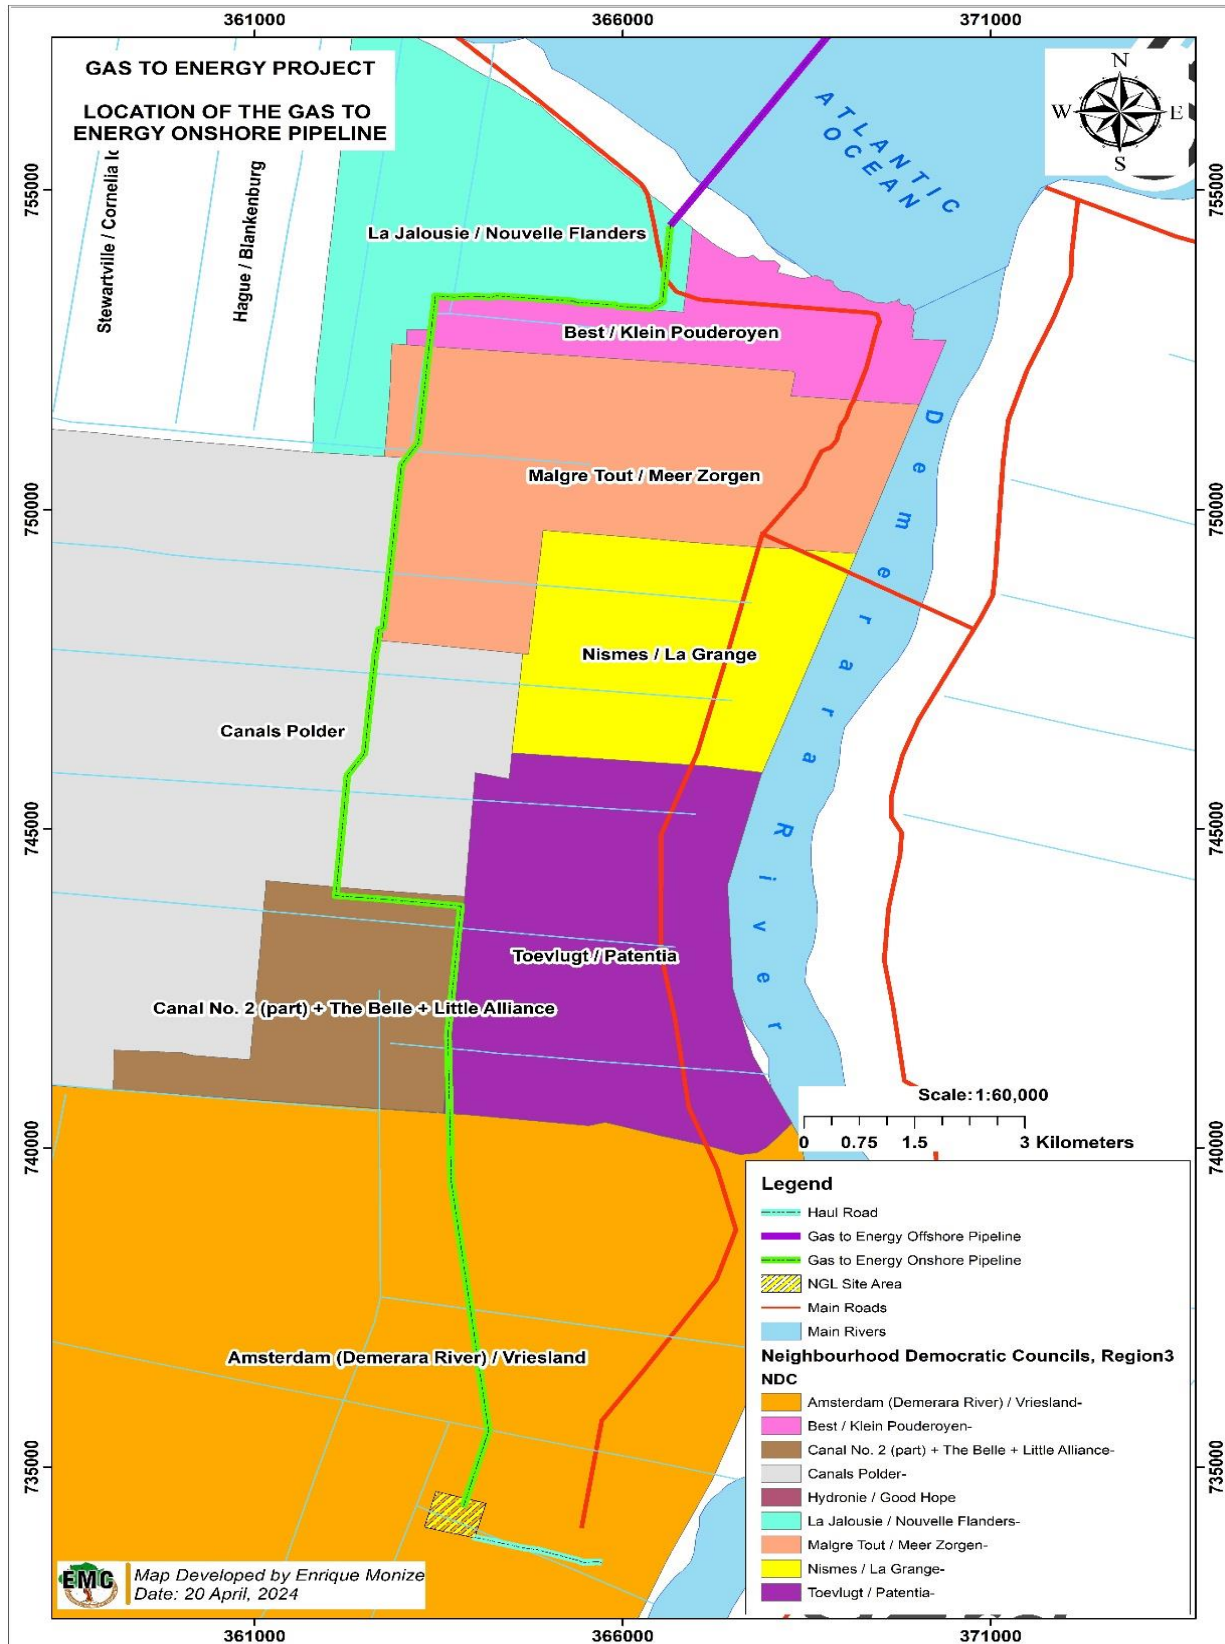 361000
366000
371000
GAS TO ENERGY PROJECT
LOCATION OF THE GAS TO
ENERGY ONSHORE PIPELINE
N
W
E
S
ATLANTIC
OCEAN
755000
755000
Stewartville / Cornelia
Hague / Blankenburg
La Jalousie / Nouvelle Flanders
Best / Klein Pouderoyen
Demerara River
Malgre Tout / Meer Zorgen
750000
750000
Nismes / La Grange
Canals Polder
745000
745000
Toevlugt / Patentia
Canal No. 2 (part) + The Belle + Little Alliance
Scale: 1:60,000
0 0.75 1.5 3 Kilometers
740000
740000
Legend
Haul Road
Gas to Energy Offshore Pipeline
Gas to Energy Onshore Pipeline
NGL Site Area
Main Roads
Main Rivers
Neighbourhood Democratic Councils, Region3
NDC
Amsterdam (Demerara River) / Vriesland-
Best / Klein Pouderoyen-
Canal No. 2 (part) + The Belle + Little Alliance-
Canals Polder-
Hydronie / Good Hope
La Jalousie / Nouvelle Flanders-
Malgre Tout / Meer Zorgen-
Nismes / La Grange-
Toevlugt / Patentia-
Amsterdam (Demerara River) / Vriesland
735000
735000
EMC
Map Developed by Enrique Monize
Date: 20 April, 2024
361000
366000
371000